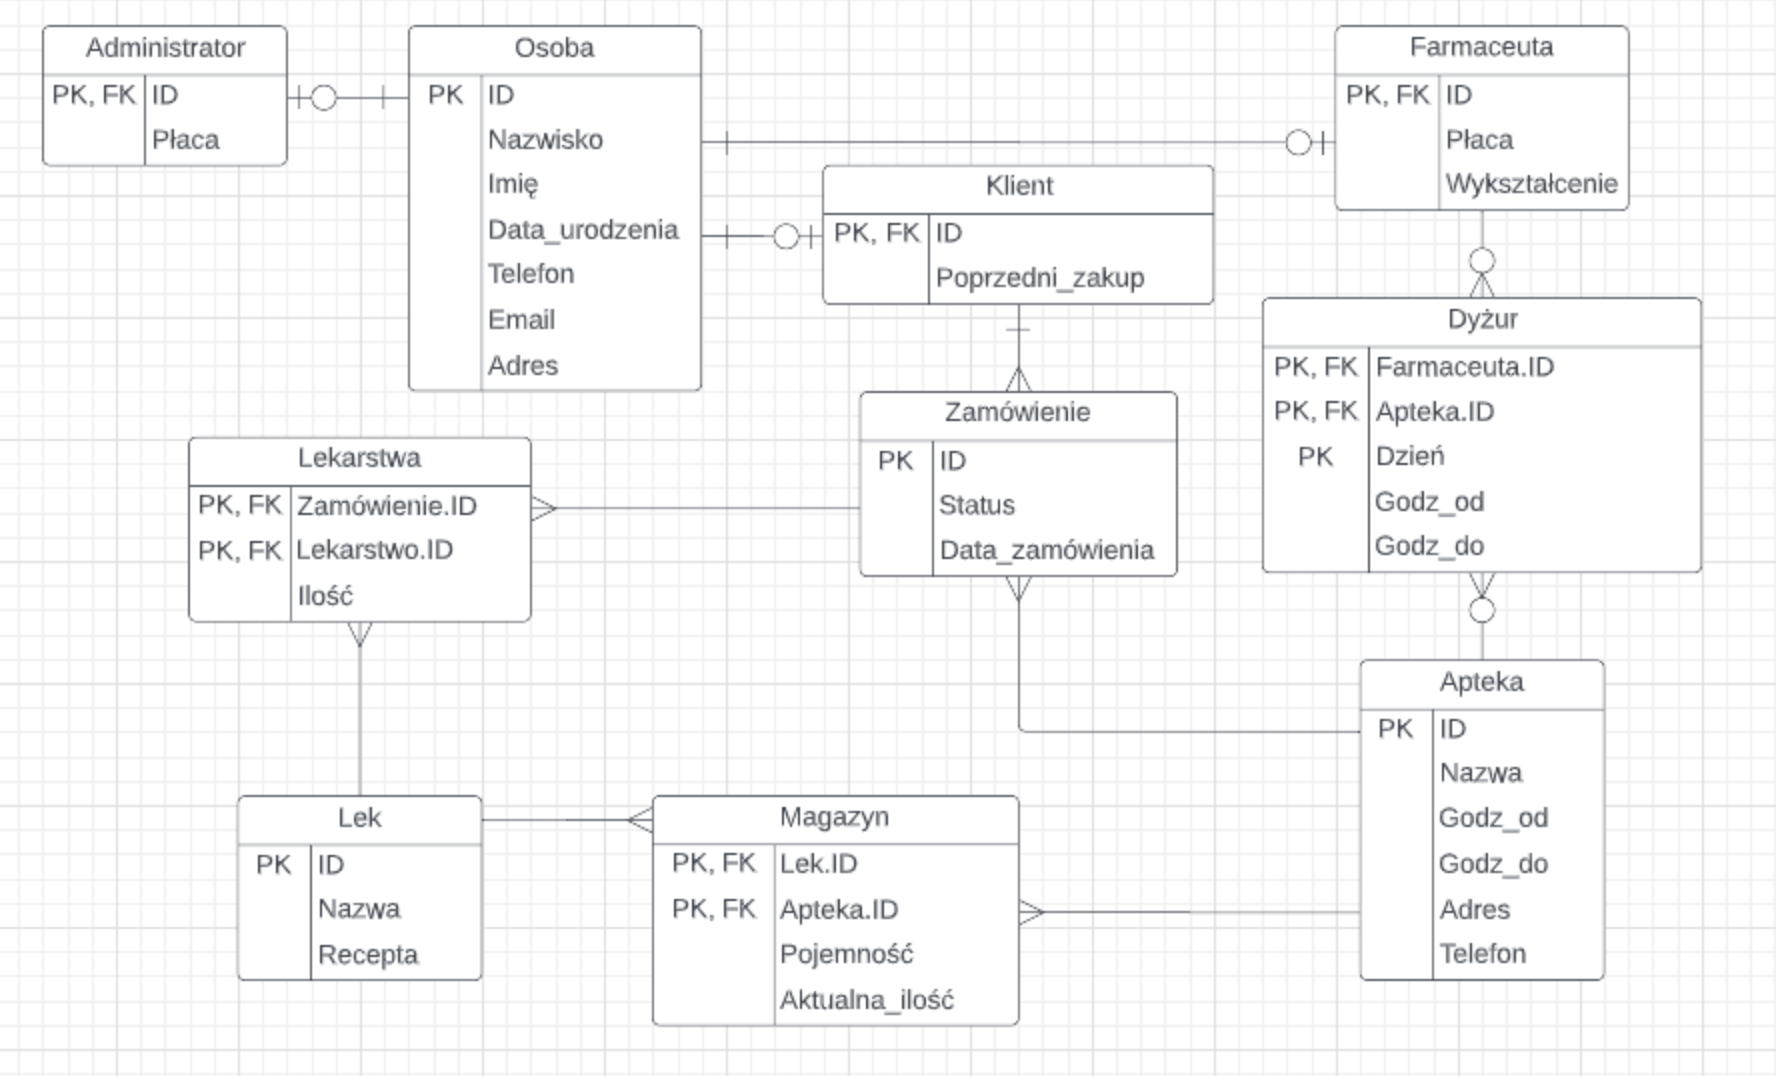 Administrator
PK, FK ID
Płaca
Osoba
PK ID
Nazwisko
Imię
Data_urodzenia
Telefon
Email
Adres
Farmaceuta
PK, FK ID
Płaca
Wykształcenie
Klient
PK, FK ID
Poprzedni_zakup
Dyżur
PK, FK Farmaceuta.ID
PK, FK Apteka.ID
PK Dzień
Godz_od
Godz_do
Zamówienie
PK ID
Status
Data_zamówienia
Lekarstwa
PK, FK Zamówienie.ID
PK, FK Lekarstwo.ID
Ilość
Apteka
PK ID
Nazwa
Godz_od
Godz_do
Adres
Telefon
Lek
PK ID
Nazwa
Recepta
Magazyn
PK, FK Lek.ID
PK, FK Apteka.ID
Pojemność
Aktualna_ilość